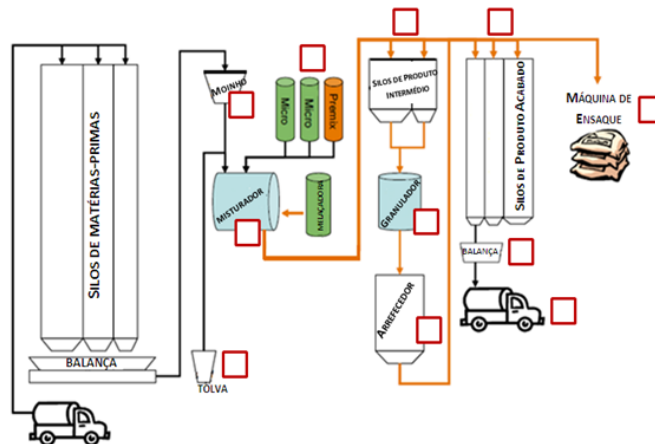 SILOS DE MATÉRIAS-PRIMAS
BALANÇA
MOINHO
Micro
Micro
Premix
MISTURADOR
MELAÇADORA
TOLVA
SILOS DE PRODUTO
INTERMÉDIO
GRANULADOR
ARREFECEDOR
SILOS DE PRODUTO ACABADO
BALANÇA
MÁQUINA DE
ENSAQUE